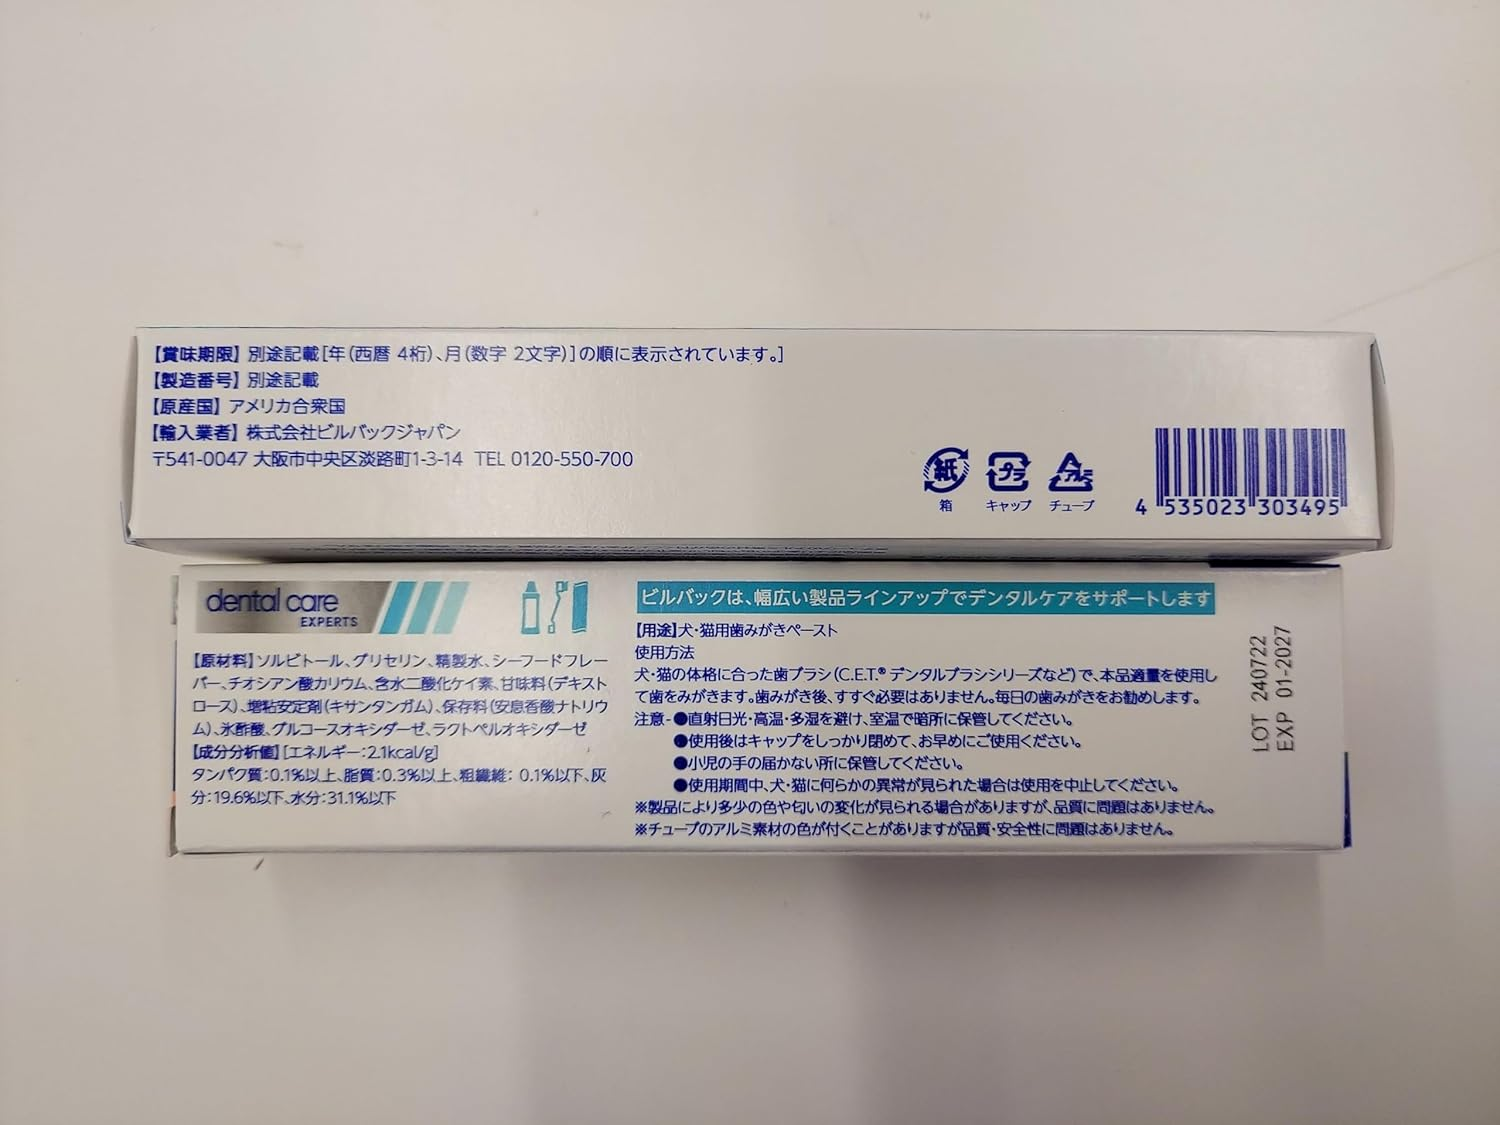 【賞味期限】 別途記載[年(西暦 4桁)、月(数字 2文字)]の順に表示されています。]
【製造番号】 別途記載
【原産国】 アメリカ合衆国
【輸入業者】 株式会社ビルバックジャパン
〒541-0047 大阪市中央区淡路町1-3-14 TEL 0120-550-700
紙 プラ アルミ
箱 キャップ チューブ
4 535023 303495
dental care
EXPERTS
【原材料】ソルビトール、グリセリン、精製水、シーフードフレー
バー、チオシアン酸カリウム、含水二酸化ケイ素、甘味料(デキスト
ロース)、増粘安定剤(キサンタンガム)、保存料(安息香酸ナトリウ
ム)、氷酢酸、グルコースオキシダーゼ、ラクトペルオキシダーゼ
【成分分析値】[エネルギー:2.1kcal/g]
タンパク質:0.1%以上、脂質:0.3%以上、粗繊維: 0.1%以下、灰
分:19.6%以下、水分:31.1%以下
ビルバックは、幅広い製品ラインアップでデンタルケアをサポートします
【用途】犬・猫用歯みがきペースト
使用方法
犬・猫の体格に合った歯ブラシ(C.E.T.® デンタルブラシシリーズなど)で、本品適量を使用し
て歯をみがきます。歯みがき後、すすぐ必要はありません。毎日の歯みがきをお勧めします。
注意-●直射日光・高温・多湿を避け、室温で暗所に保管してください。
●使用後はキャップをしっかり閉めて、お早めにご使用ください。
●小児の手の届かない所に保管してください。
●使用期間中、犬・猫に何らかの異常が見られた場合は使用を中止してください。
※製品により多少の色や匂いの変化が見られる場合がありますが、品質に問題はありません。
※チューブのアルミ素材の色が付くことがありますが品質・安全性に問題はありません。
LOT 240722
EXP 01-2027